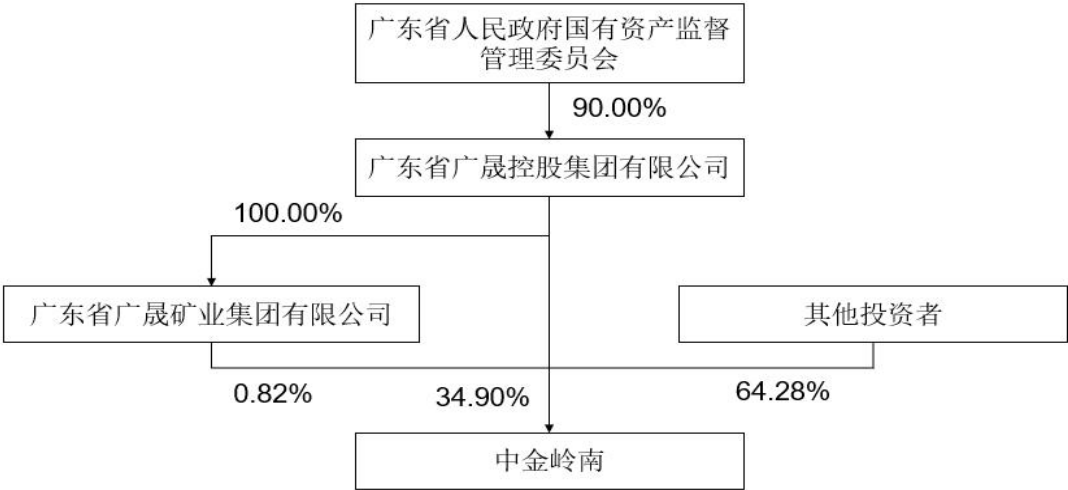 广东省人民政府国有资产监督
管理委员会
90.00%
广东省广晟控股集团有限公司
100.00%
广东省广晟矿业集团有限公司
其他投资者
0.82%
34.90%
64.28%
中金岭南